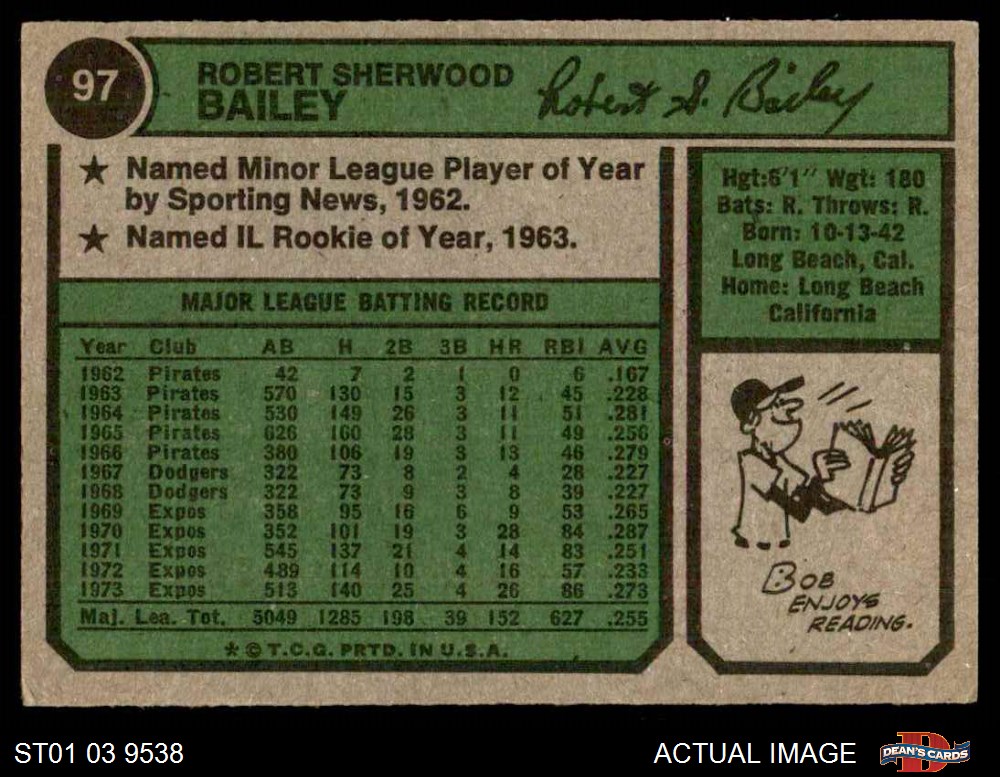 97
ROBERT SHERWOOD
BAILEY
Robert S. Bailey
★ Named Minor League Player of Year
by Sporting News, 1962.
★ Named IL Rookie of Year, 1963.
Hgt:6'1" Wgt: 180
Bats: R. Throws: R.
Born: 10-13-42
Long Beach, Cal.
Home: Long Beach
California
MAJOR LEAGUE BATTING RECORD
Year Club AB H 2B 3B HR RBI AVG
1962 Pirates 42 7 2 1 0 6 .167
1963 Pirates 570 130 15 3 12 45 .228
1964 Pirates 530 149 26 3 11 51 .281
1965 Pirates 626 160 28 3 11 49 .256
1966 Pirates 380 106 19 3 13 46 .279
1967 Dodgers 322 73 8 2 4 28 .227
1968 Dodgers 322 73 9 3 8 39 .227
1969 Expos 358 95 16 6 9 53 .265
1970 Expos 352 101 19 3 28 84 .287
1971 Expos 545 137 21 4 14 83 .251
1972 Expos 489 114 10 4 16 57 .233
1973 Expos 513 140 25 4 26 86 .273
Maj. Lea. Tot. 5049 1285 198 39 152 627 .255
* © T.C.G. PRTD. IN U.S.A.
BOB
ENJOYS
READING.
ST01 03 9538
ACTUAL IMAGE
DEAN'S CARDS